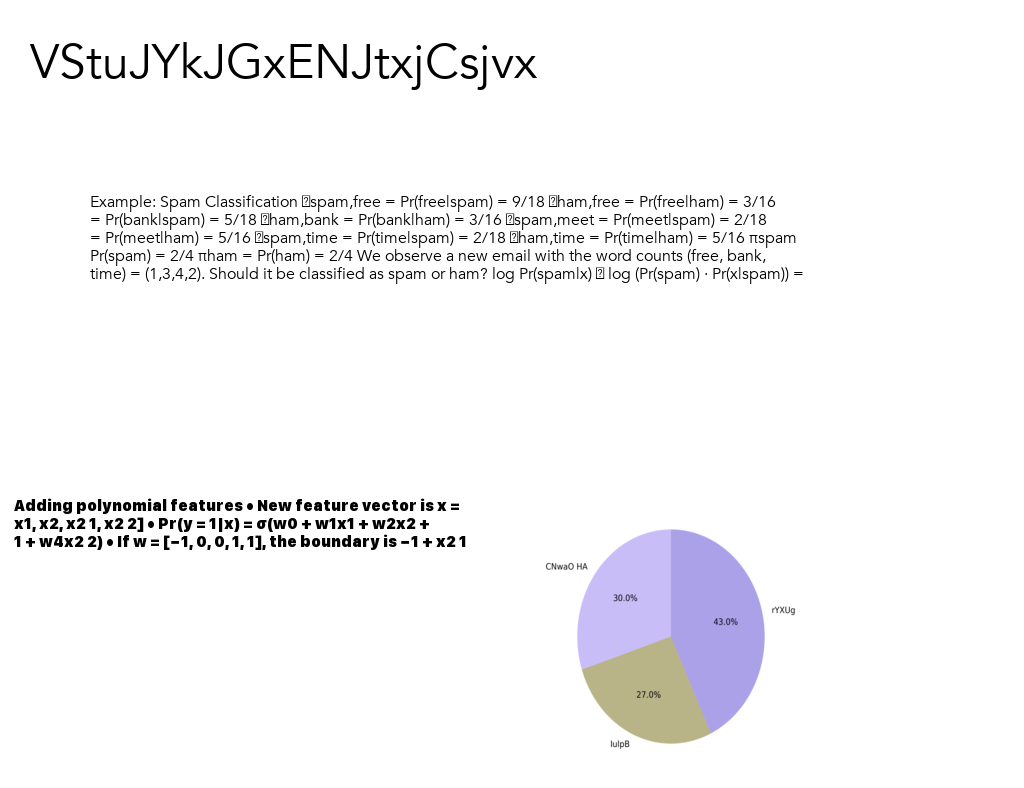 VStuJYkJGxENJtxjCsjvx
Example: Spam Classification spam,free = Pr(free|spam) = 9/18 ham,free = Pr(free|ham) = 3/16
= Pr(bank|spam) = 5/18 ham,bank = Pr(bank|ham) = 3/16 spam,meet = Pr(meet|spam) = 2/18
= Pr(meet|ham) = 5/16 spam,time = Pr(time|spam) = 2/18 ham,time = Pr(time|ham) = 5/16 πspam
Pr(spam) = 2/4 πham = Pr(ham) = 2/4 We observe a new email with the word counts (free, bank,
time) = (1,3,4,2). Should it be classified as spam or ham? log Pr(spam|x) log (Pr(spam) · Pr(x|spam)) =
Adding polynomial features • New feature vector is x =
x1, x2, x2 1, x2 2] • Pr(y = 1|x) = σ(w0 + w1x1 + w2x2 +
1 + w4x2 2) • If w = [−1, 0, 0, 1, 1], the boundary is −1 + x2 1
CNwaO HA
30.0%
rYXUg
43.0%
27.0%
IuIpB